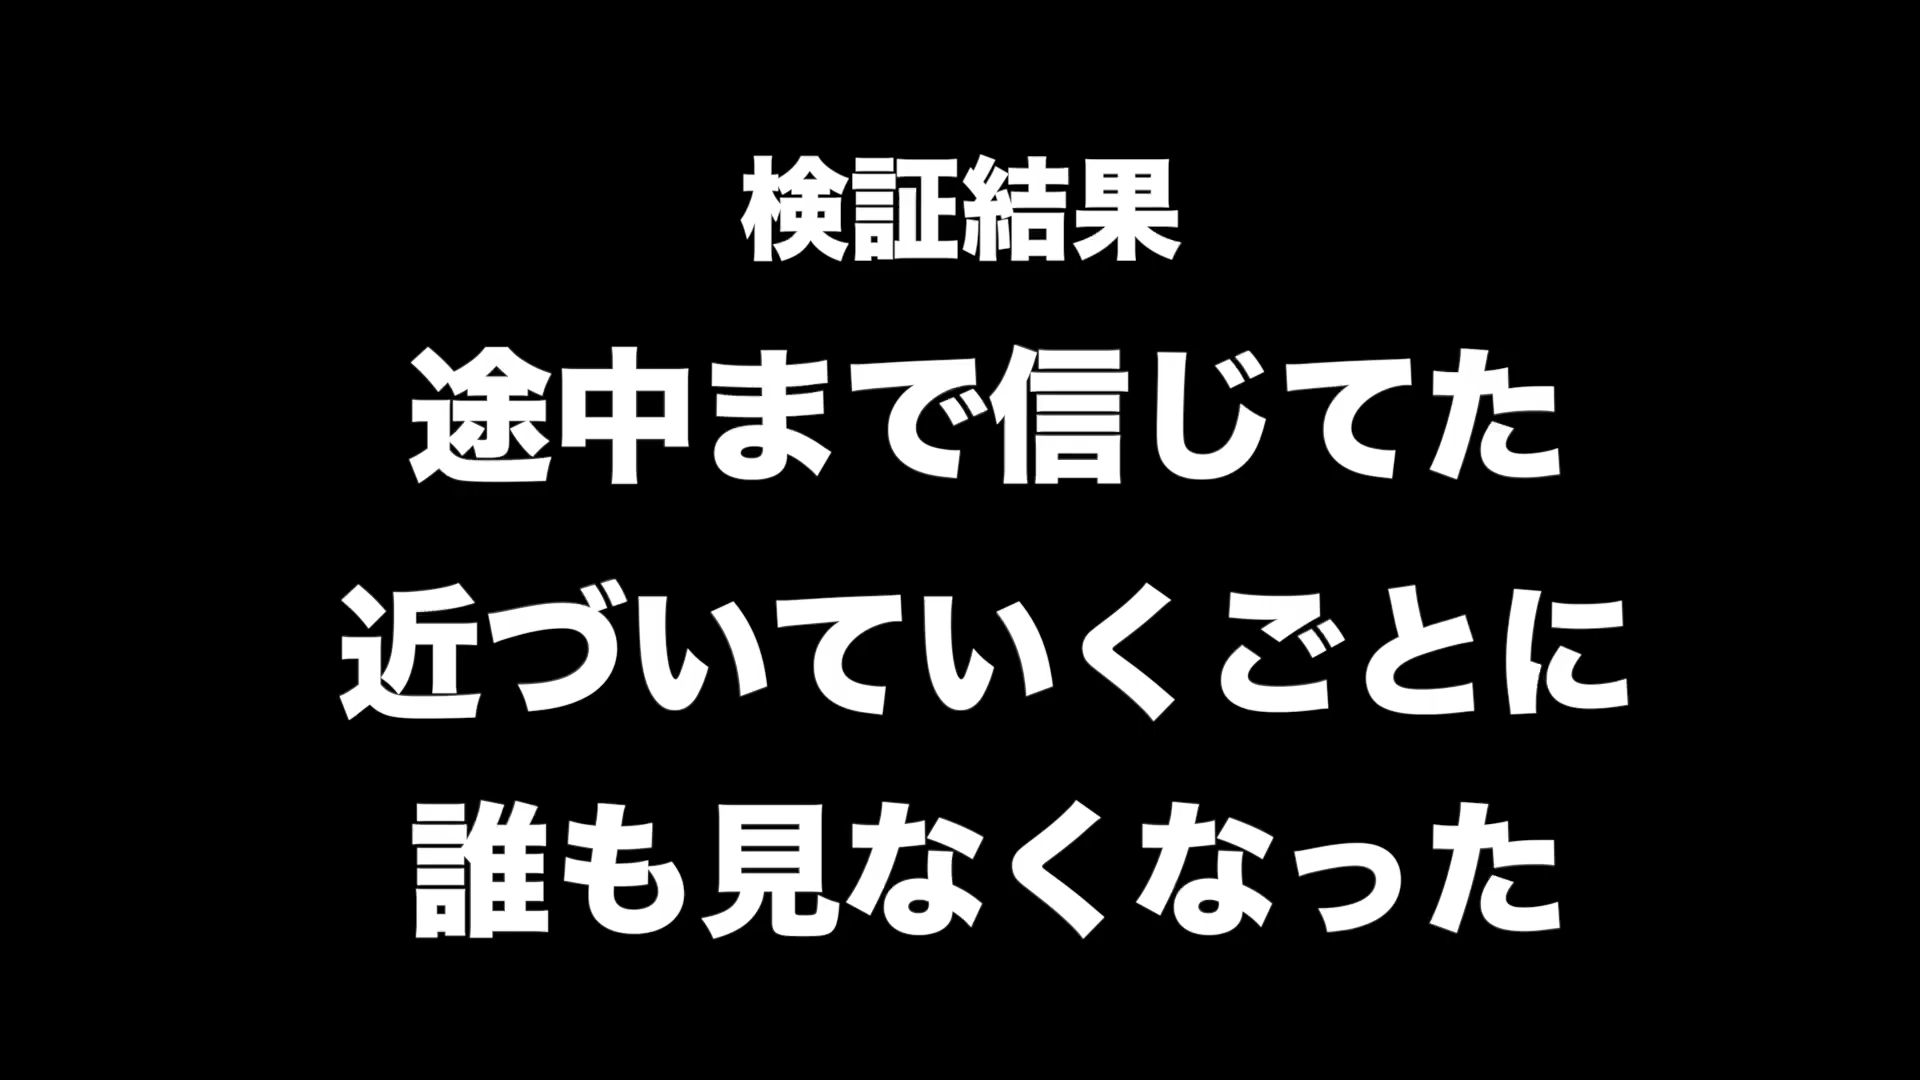 検証結果
途中まで信じてた
近づいていくごとに
誰も見なくなった